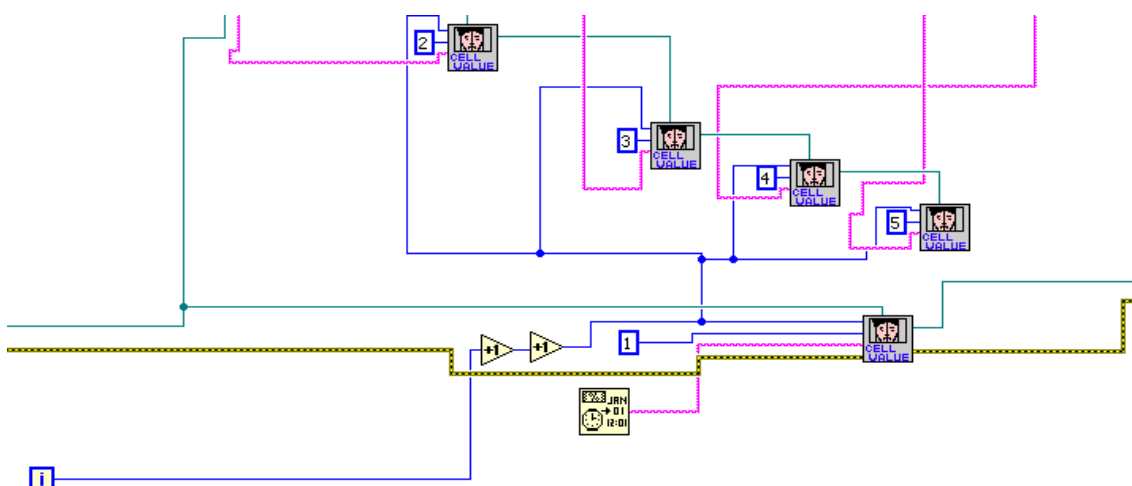 2
CELL
VALUE
3
CELL
VALUE
4
CELL
VALUE
5
CELL
VALUE
+1
+1
1
CELL
VALUE
JAN
01
12:01
i